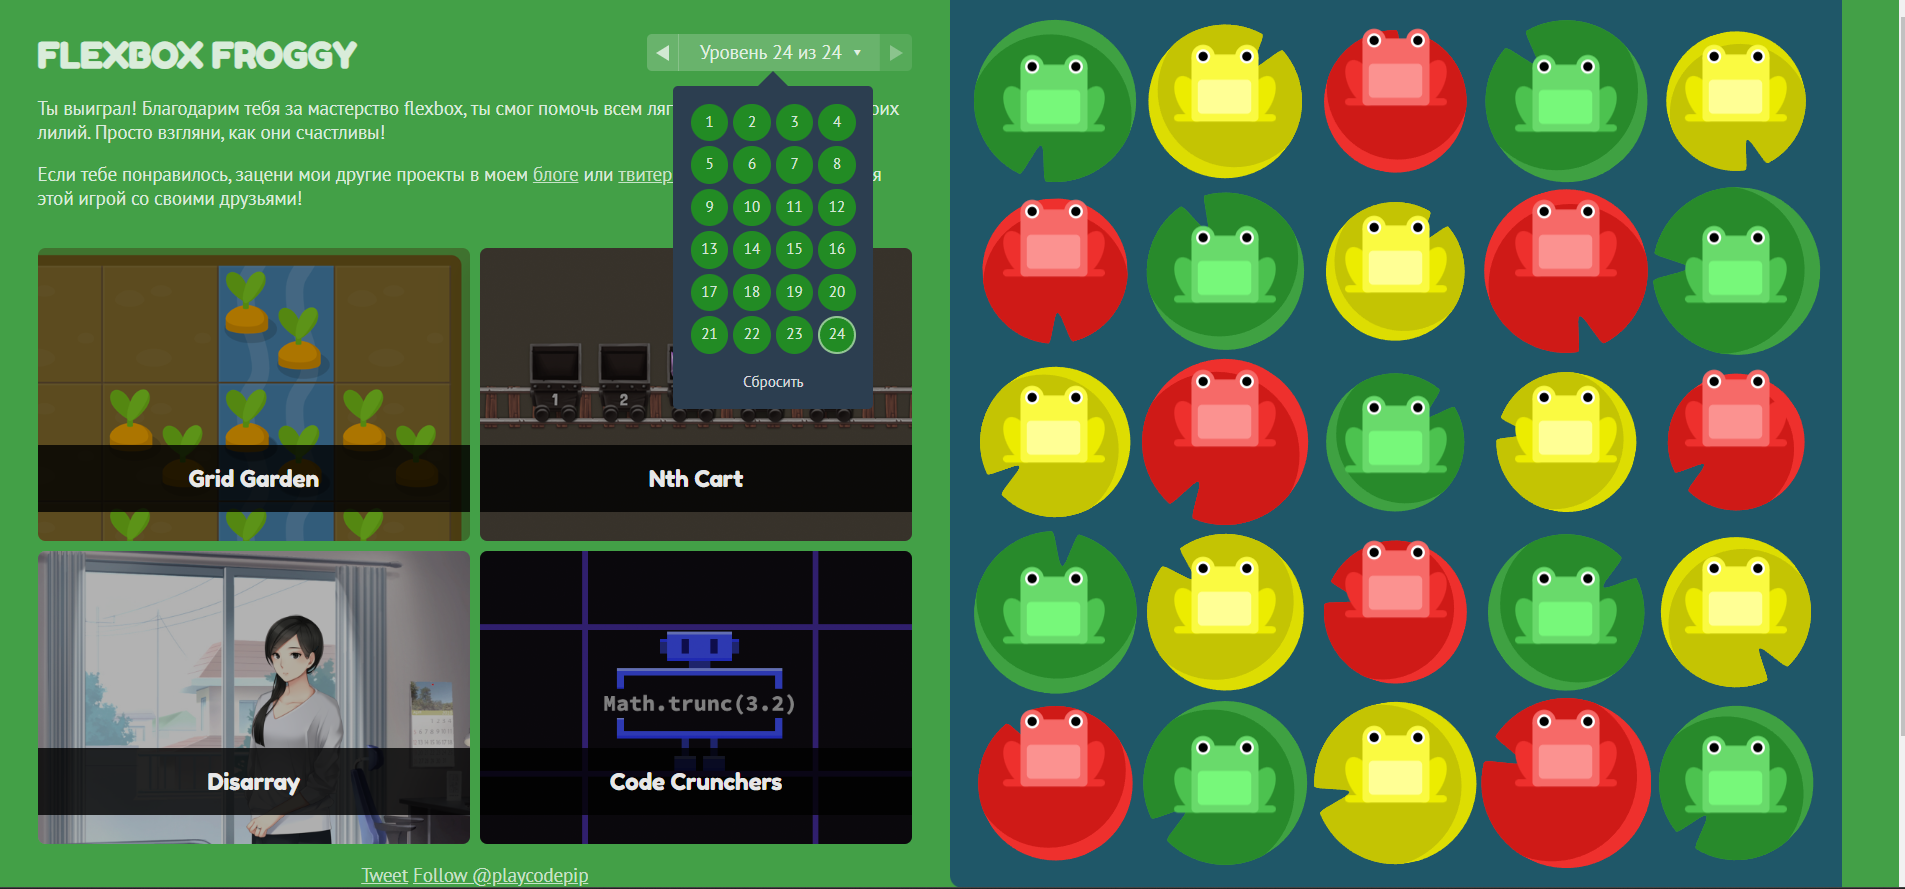 FLEXBOX FROGGY
Уровень 24 из 24
Ты выиграл! Благодарим тебя за мастерство flexbox, ты смог помочь всем ляг
оих
лилий. Просто взгляни, как они счастливы!
Если тебе понравилось, зацени мои другие проекты в моем блоге или твитер
я
этой игрой со своими друзьями!
1 2 3 4
5 6 7 8
9 10 11 12
13 14 15 16
17 18 19 20
21 22 23 24
Сбросить
1 2
Grid Garden
Nth Cart
Math.trunc(3.2)
Disarray
Code Crunchers
Tweet Follow @playcodepip